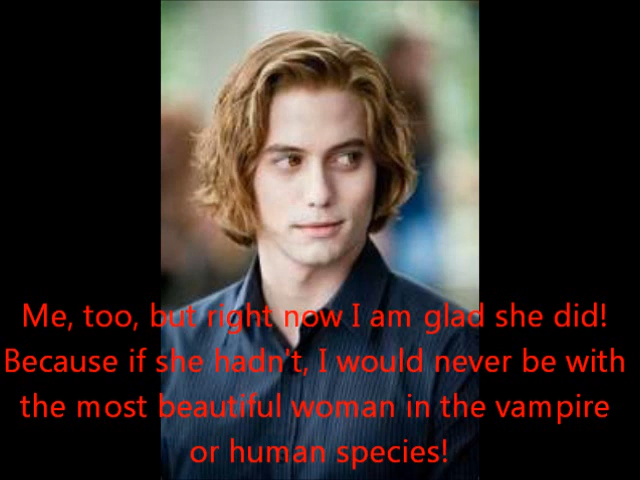 Me, too, but right now I am glad she did!
Because if she hadn't, I would never be with
the most beautiful woman in the vampire
or human species!